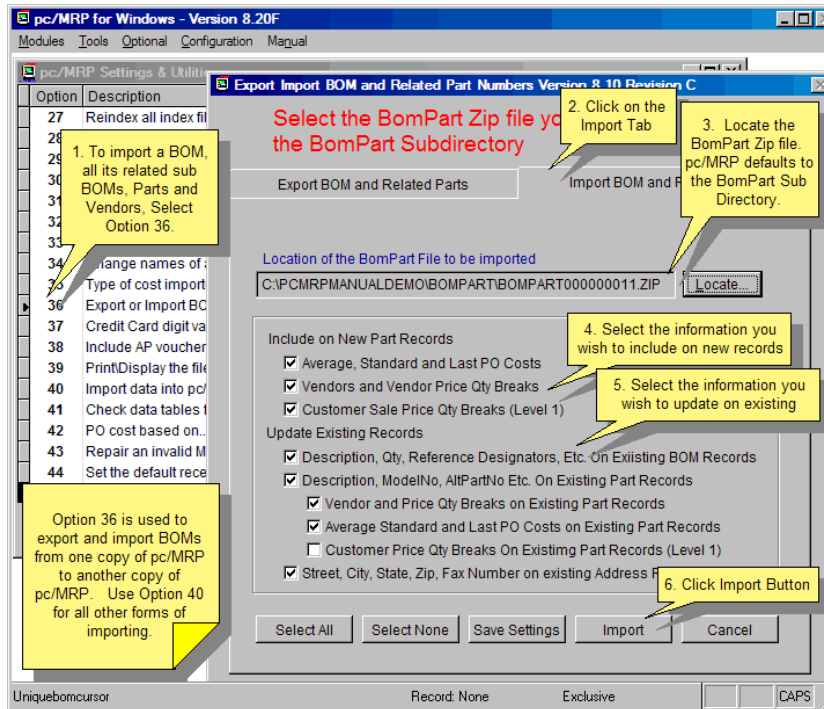 pc/MRP for Windows - Version 8.20F
Modules Tools Optional Configuration Manual
pc/MRP Settings & Utilitie
Option Description
27 Reindex all index fil
28
29
30
31
32
33
34 Change names of a
35 Type of cost import
36 Export or Import BO
37 Credit Card digit va
38 Include AP voucher
39 Print\Display the file
40 Import data into pc/
41 Check data tables f
42 PO cost based on..
43 Repair an invalid M
44 Set the default rece
1. To import a BOM,
all its related sub
BOMs, Parts and
Vendors, Select
Option 36.
Option 36 is used to
export and import BOMs
from one copy of pc/MRP
to another copy of
pc/MRP. Use Option 40
for all other forms of
importing.
Export Import BOM and Related Part Numbers Version 8.10 Revision C
Select the BomPart Zip file yo
the BomPart Subdirectory
2. Click on the
Import Tab
3. Locate the
BomPart Zip file.
pc/MRP defaults to
the BomPart Sub
Directory.
Export BOM and Related Parts
Import BOM and R
Location of the BomPart File to be imported
C:\PCMRPMANUALDEMO\BOMPART\BOMPART000000011.ZIP
Locate...
Include on New Part Records
Average, Standard and Last PO Costs
Vendors and Vendor Price Qty Breaks
Customer Sale Price Qty Breaks (Level 1)
4. Select the information you
wish to include on new records
5. Select the information you
wish to update on existing
Update Existing Records
Description, Qty, Reference Designators, Etc. On Exiisting BOM Records
Description, ModelNo, AltPartNo Etc. On Existing Part Records
Vendor and Price Qty Breaks on Existing Part Records
Average Standard and Last PO Costs on Existing Part Records
Customer Price Qty Breaks On Existimg Part Records (Level 1)
Street, City, State, Zip, Fax Number on existing Address R
6. Click Import Button
Select All Select None Save Settings Import Cancel
Uniquebomcursor Record: None Exclusive CAPS